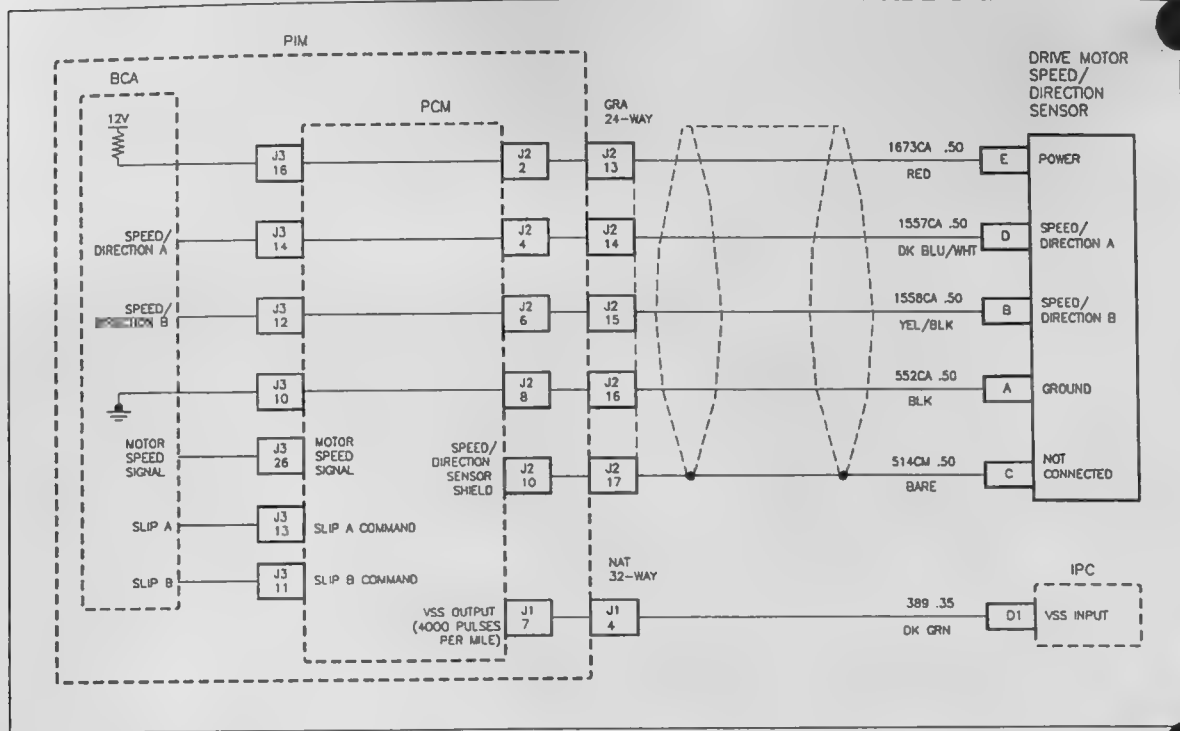 PIM
BCA
12V
PCM
GRA
24-WAY
DRIVE MOTOR
SPEED/
DIRECTION
SENSOR
J3
16
J2
2
J2
13
1673CA .50
RED
E
POWER
SPEED/
DIRECTION A
J3
14
J2
4
J2
14
1557CA .50
DK BLU/WHT
D
SPEED/
DIRECTION A
SPEED/
B
J3
12
J2
6
J2
15
1558CA .50
YEL/BLK
B
SPEED/
DIRECTION B
J3
10
J2
8
J2
16
552CA .50
BLK
A
GROUND
MOTOR
SPEED
SIGNAL
J3
26
MOTOR
SPEED
SIGNAL
SPEED/
DIRECTION
SENSOR
SHIELD
J2
10
J2
17
514CM .50
BARE
C
NOT
CONNECTED
SLIP A
J3
13
SLIP A COMMAND
SLIP B
J3
11
SLIP B COMMAND
NAT
32-WAY
IPC
VSS OUTPUT
(4000 PULSES
PER MILE)
J1
7
J1
4
389 .35
DK GRN
D1
VSS INPUT